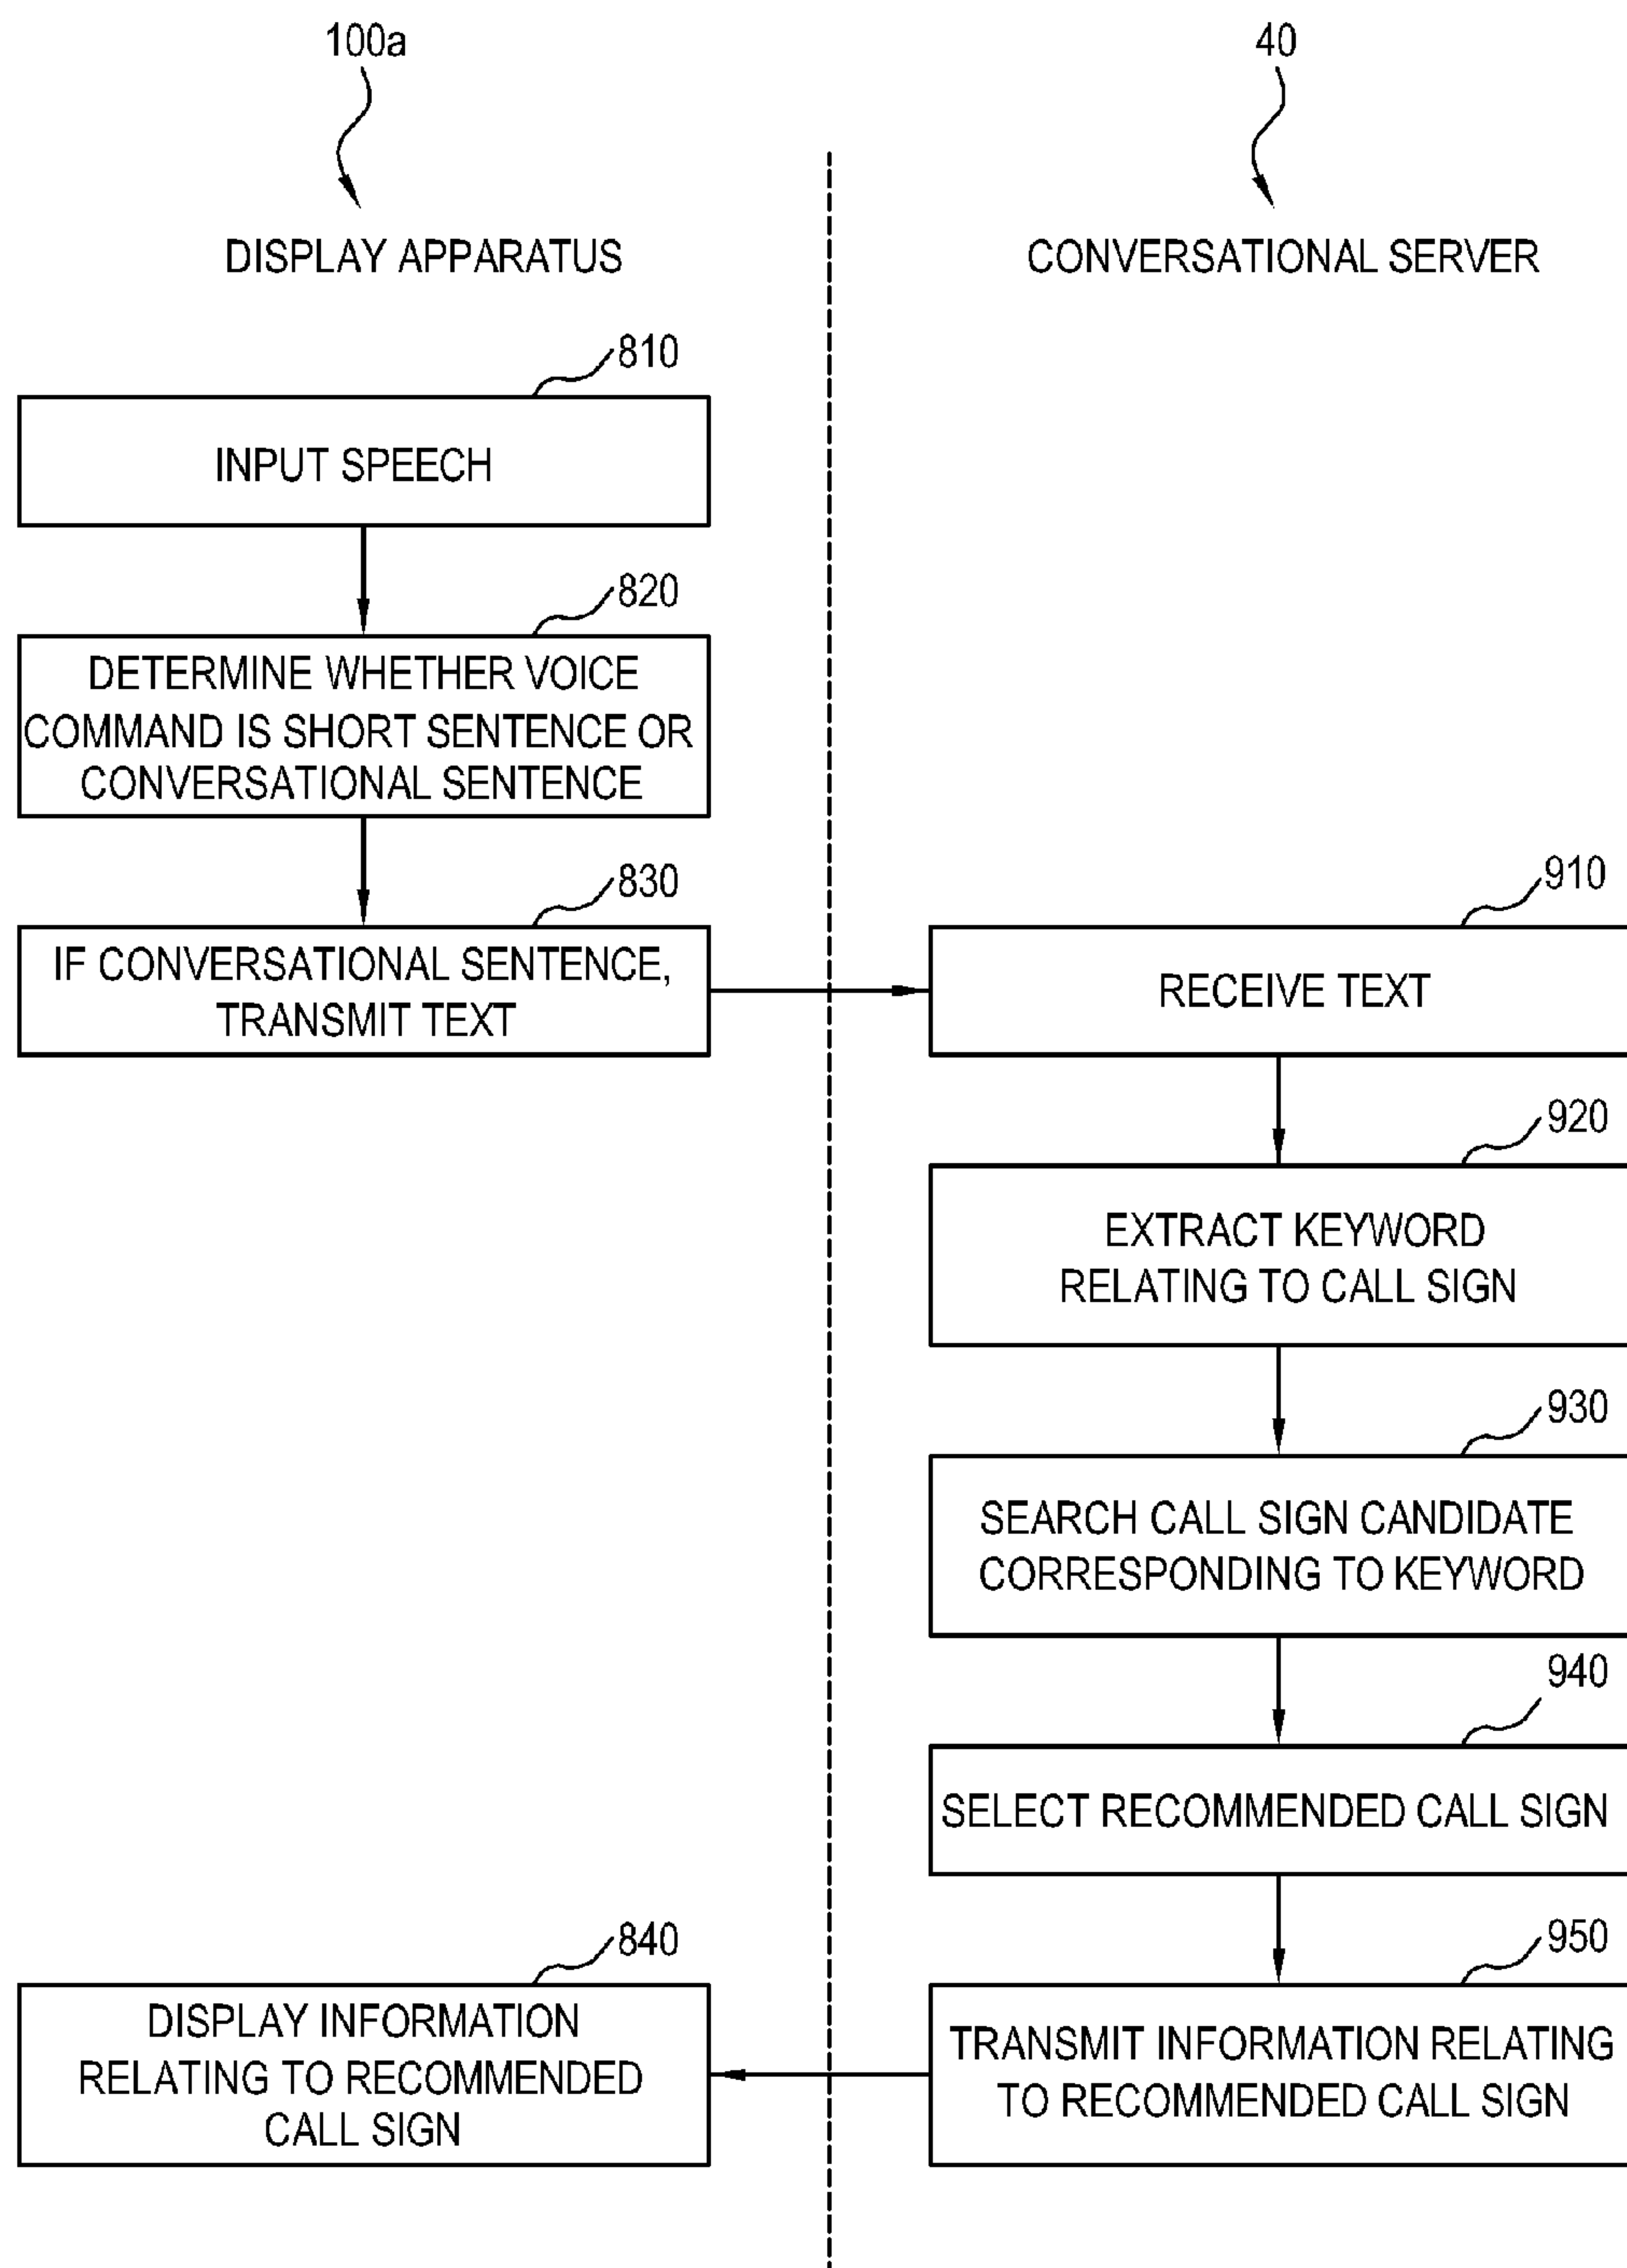 100a
40
DISPLAY APPARATUS
CONVERSATIONAL SERVER
810
INPUT SPEECH
820
DETERMINE WHETHER VOICE
COMMAND IS SHORT SENTENCE OR
CONVERSATIONAL SENTENCE
830
IF CONVERSATIONAL SENTENCE,
TRANSMIT TEXT
910
RECEIVE TEXT
920
EXTRACT KEYWORD
RELATING TO CALL SIGN
930
SEARCH CALL SIGN CANDIDATE
CORRESPONDING TO KEYWORD
940
SELECT RECOMMENDED CALL SIGN
950
TRANSMIT INFORMATION RELATING
TO RECOMMENDED CALL SIGN
840
DISPLAY INFORMATION
RELATING TO RECOMMENDED
CALL SIGN